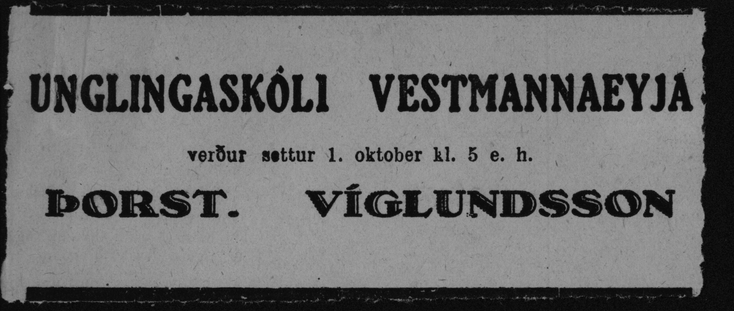 UNGLINGASKÓLI VESTMANNAEYJA
verður settur 1. oktober kl. 5 e. h.
ÞORST. VÍGLUNDSSON